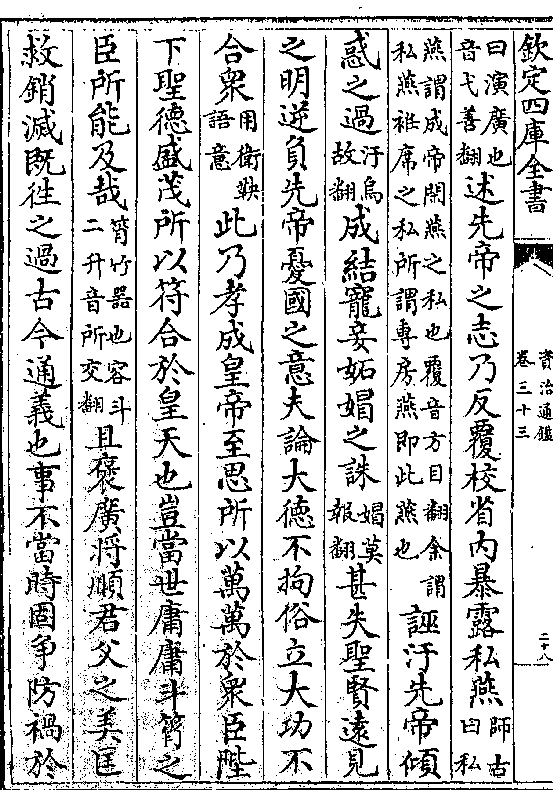 欽定四庫全書
資治通鑑
卷三十三
二十八
曰演廣也音弋善翻述先帝之志乃反覆校省内暴露私燕師古曰私
燕謂成帝閒燕之私也覆音方目翻余謂私燕袵席之私所謂專房燕即此燕也誣汙先帝傾
惑之過汙烏故翻成結寵妾妬媢之誅媢莫報翻甚失聖賢遠見
之明逆負先帝憂國之意夫論大德不拘俗立大功不
合衆用衛鞅語意此乃孝成皇帝至思所以萬萬於衆臣陛
下聖德盛茂所以符合於皇天也豈當世庸庸斗筲之
臣所能及哉筲竹器也容斗二升音所交翻且褒廣將順君父之美匡
救銷滅既往之過古今通義也事不當時固争防禍於